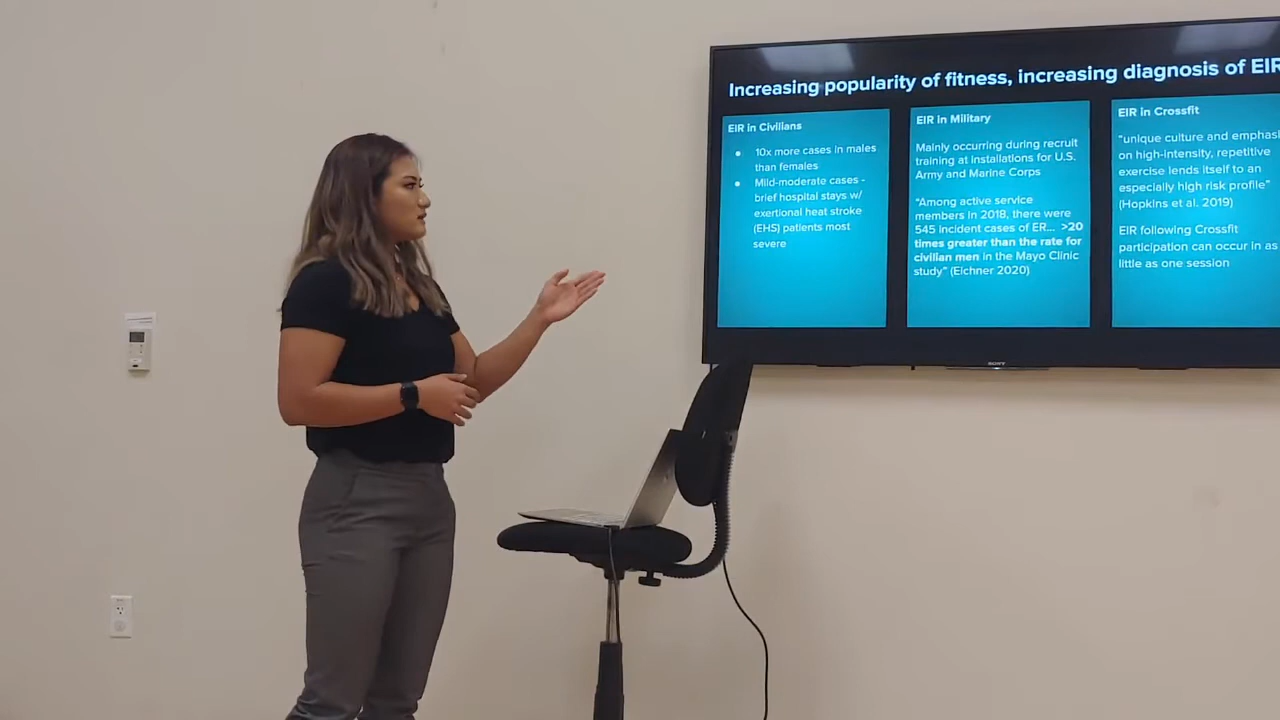 Increasing popularity of fitness, increasing diagnosis of EIR
EIR in Civilians
● 10x more cases in males
than females
● Mild-moderate cases -
brief hospital stays w/
exertional heat stroke
(EHS) patients most
severe
EIR in Military
Mainly occurring during recruit
training at installations for U.S.
Army and Marine Corps
“Among active service
members in 2018, there were
545 incident cases of ER... >20
times greater than the rate for
civilian men in the Mayo Clinic
study” (Eichner 2020)
EIR in Crossfit
“unique culture and emphasi
on high-intensity, repetitive
exercise lends itself to an
especially high risk profile”
(Hopkins et al. 2019)
EIR following Crossfit
participation can occur in as
little as one session
SONY